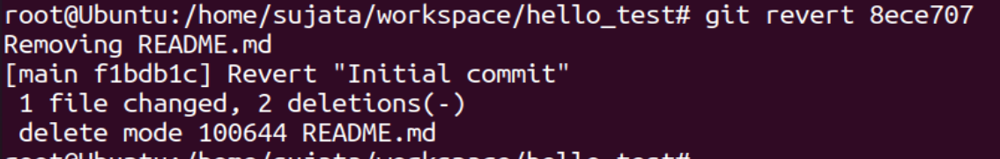 root@Ubuntu:/home/sujata/workspace/hello_test# git revert 8ece707
Removing README.md
[main f1bdb1c] Revert "Initial commit"
 1 file changed, 2 deletions(-)
 delete mode 100644 README.md
root@Ubuntu:/home/sujata/workspace/hello_test#